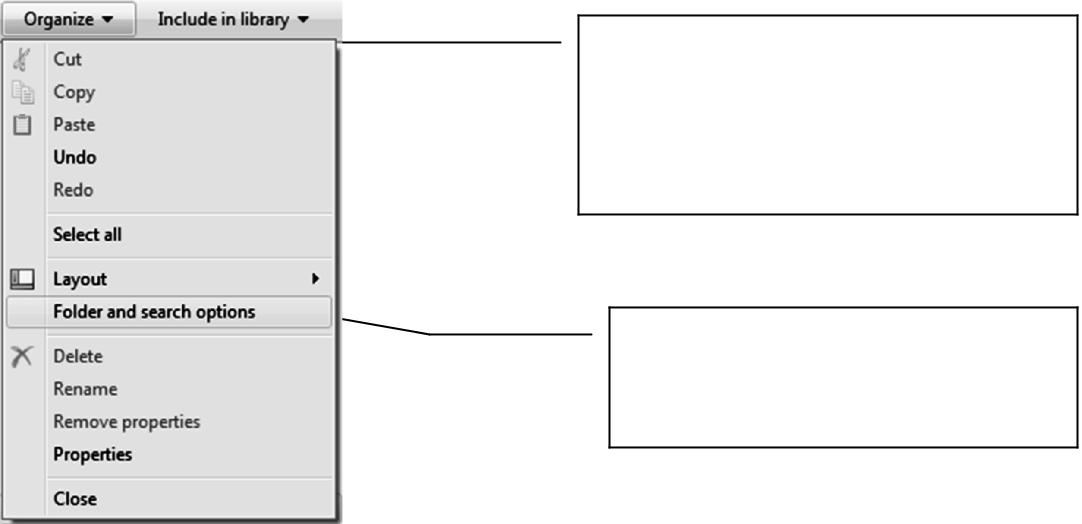 Organize Include in library
Cut
Copy
Paste
Undo
Redo
Select all
Layout
Folder and search options
Delete
Rename
Remove properties
Properties
Close